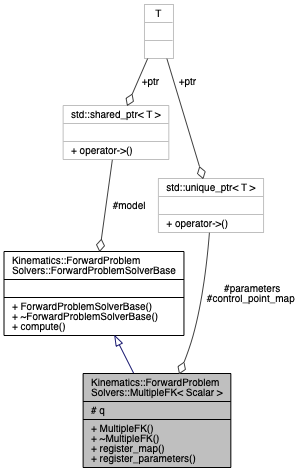 T
+ptr
+ptr
std::shared_ptr< T >
+ operator->()
std::unique_ptr< T >
+ operator->()
#model
Kinematics::ForwardProblem
Solvers::ForwardProblemSolverBase
+ ForwardProblemSolverBase()
+ ~ForwardProblemSolverBase()
+ compute()
#parameters
#control_point_map
Kinematics::ForwardProblem
Solvers::MultipleFK< Scalar >
# q
+ MultipleFK()
+ ~MultipleFK()
+ register_map()
+ register_parameters()